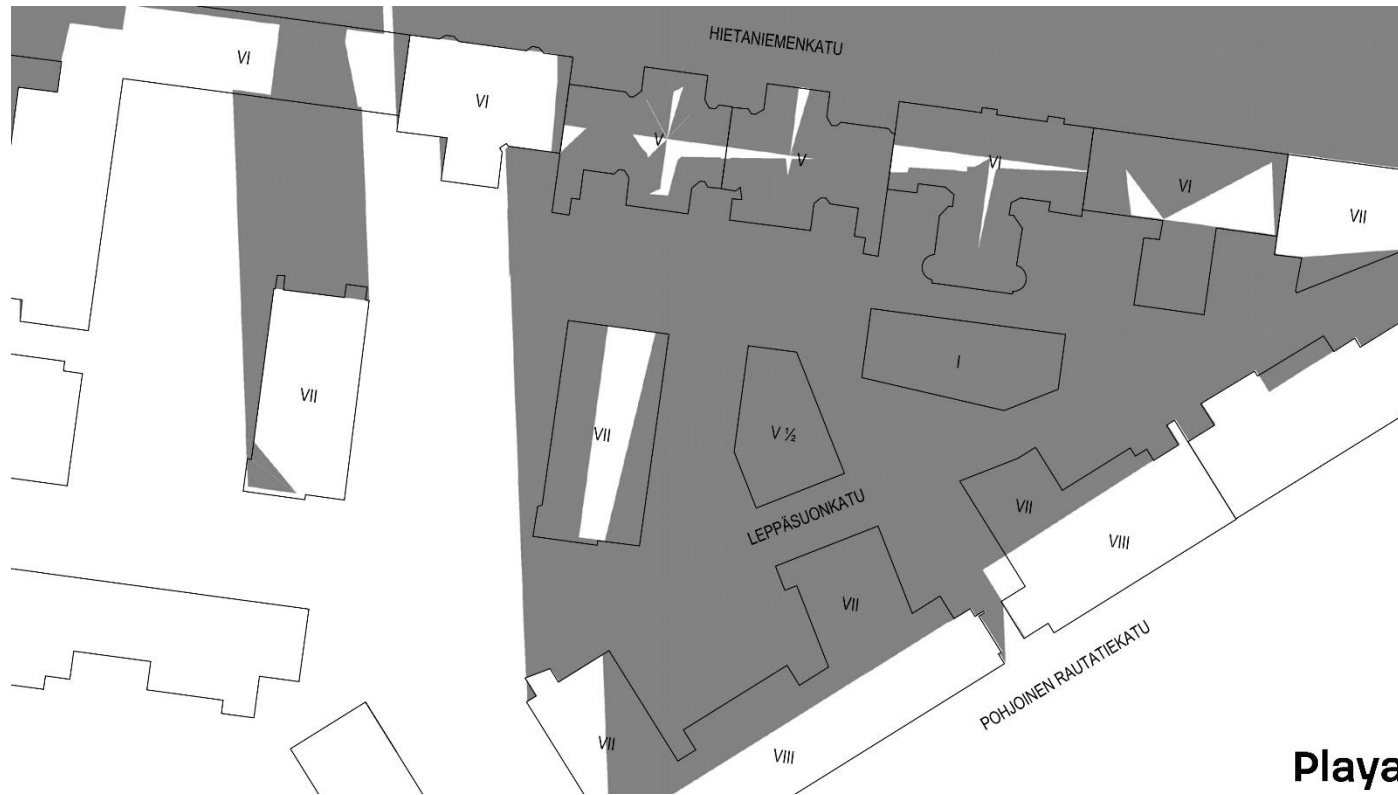 HIETANIEMENKATU
VI
VI
V
V
VI
VI
VII
I
VII
VII
V ½
LEPPÄSUONKATU
VII
VIII
VII
VII
VIII
POHJOINEN RAUTATIEKATU
Playa